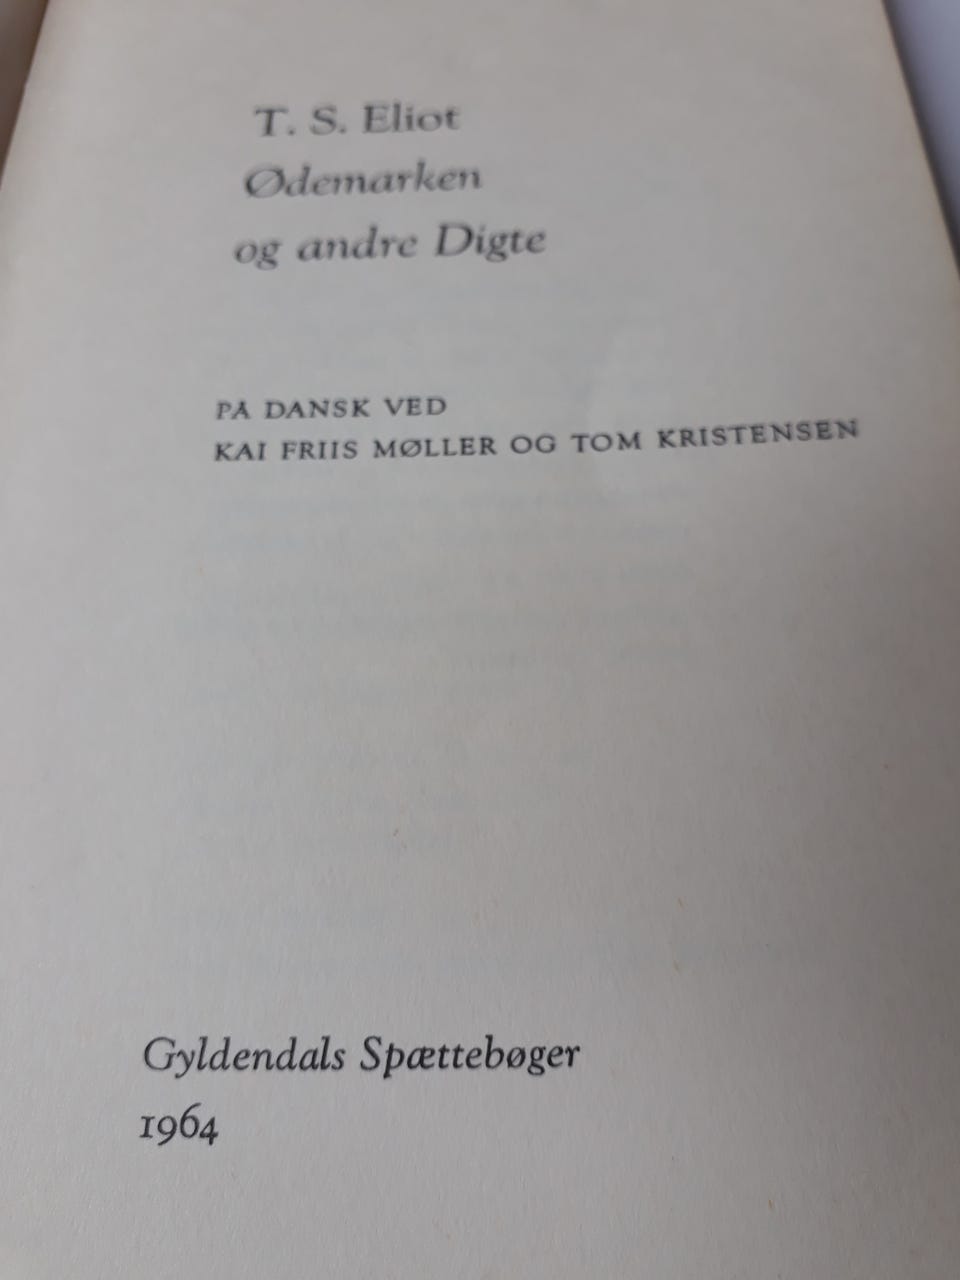 T. S. Eliot
Ødemarken
og andre Digte
PÅ DANSK VED
KAI FRIIS MØLLER OG TOM KRISTENSEN
Gyldendals Spættebøger
1964